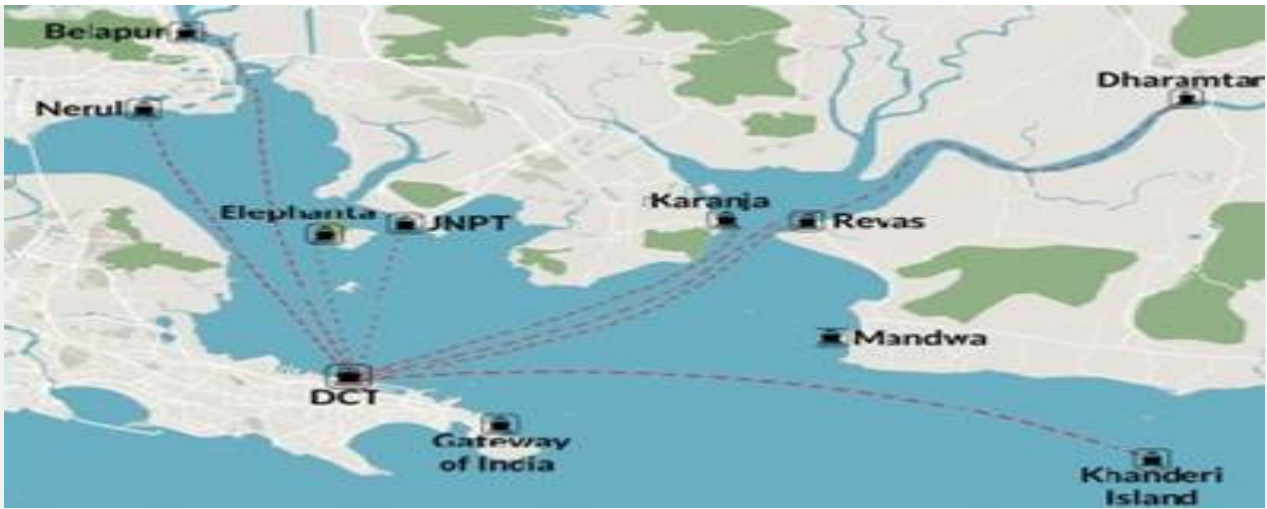 Belapur
Dharamtar
Nerul
Karanja
Elephanta
JNPT
Revas
Mandwa
DCT
Gateway
of India
Khanderi
Island